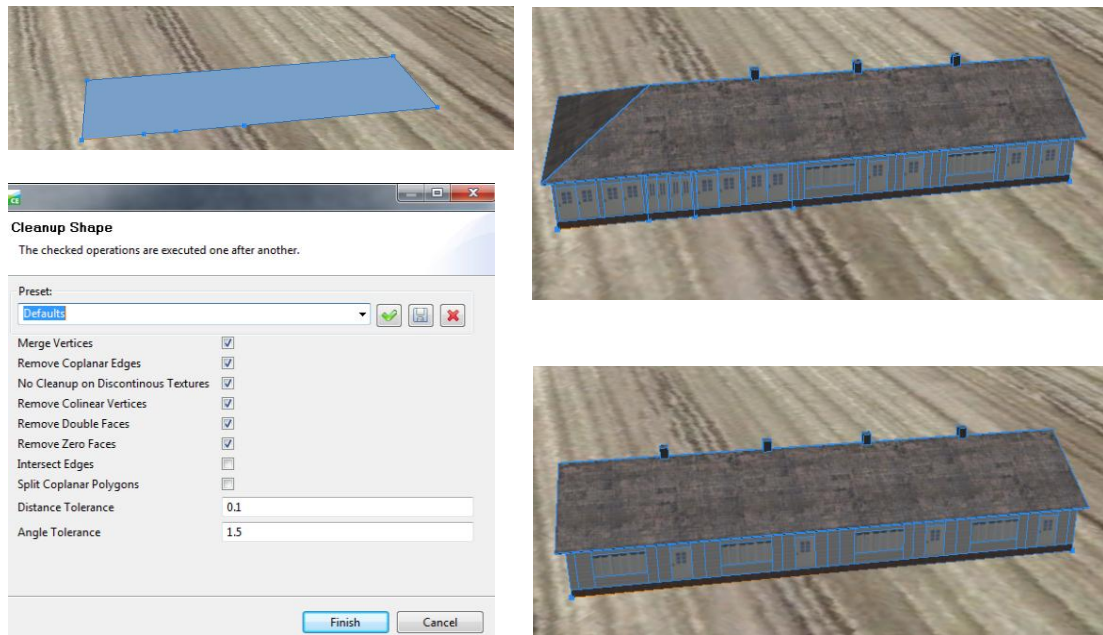 CE
Cleanup Shape
The checked operations are executed one after another.
Preset:
Defaults
Merge Vertices
Remove Coplanar Edges
No Cleanup on Discontinous Textures
Remove Colinear Vertices
Remove Double Faces
Remove Zero Faces
Intersect Edges
Split Coplanar Polygons
Distance Tolerance 0.1
Angle Tolerance 1.5
Finish Cancel